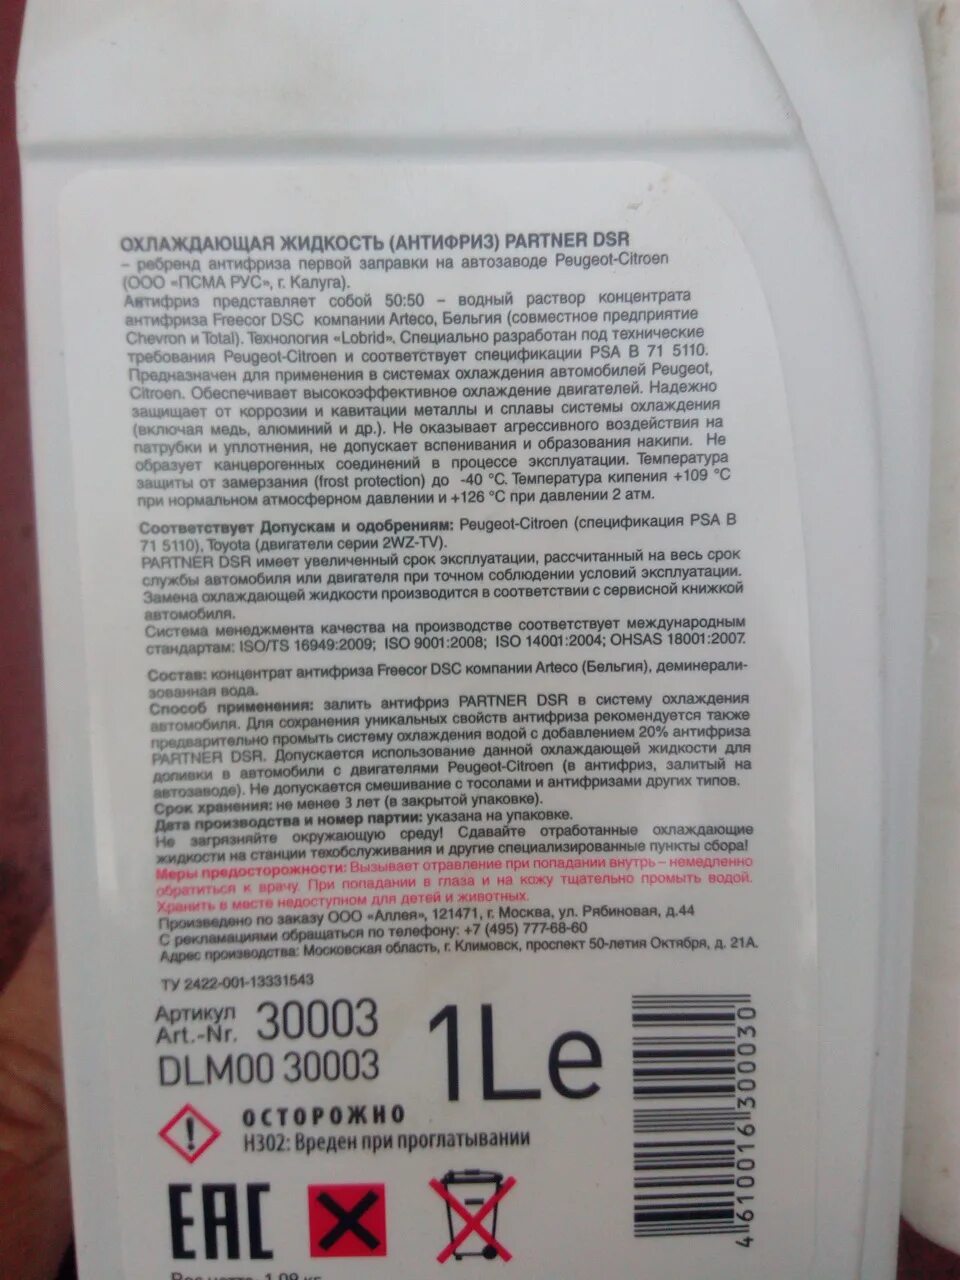 ОХЛАЖДАЮЩАЯ ЖИДКОСТЬ (АНТИФРИЗ) PARTNER DSR
– ребренд антифриза первой заправки на автозаводе Peugeot-Citroen
(ООО «ПСМА РУС», г. Калуга).
Антифриз представляет собой 50:50 – водный раствор концентрата
антифриза Freecor DSC компании Arteco, Бельгия (совместное предприятие
Chevron и Total). Технология «Lobrid». Специально разработан под технические
требования Peugeot-Citroen и соответствует спецификации PSA B 71 5110.
Предназначен для применения в системах охлаждения автомобилей Peugeot,
Citroen. Обеспечивает высокоэффективное охлаждение двигателей. Надежно
защищает от коррозии и кавитации металлы и сплавы системы охлаждения
(включая медь, алюминий и др.). Не оказывает агрессивного воздействия на
патрубки и уплотнения, не допускает вспенивания и образования накипи. Не
образует канцерогенных соединений в процессе эксплуатации. Температура
защиты от замерзания (frost protection) до -40 °C. Температура кипения +109 °C
при нормальном атмосферном давлении и +126 °C при давлении 2 атм.
Соответствует Допускам и одобрениям: Peugeot-Citroen (спецификация PSA B
71 5110), Toyota (двигатели серии 2WZ-TV).
PARTNER DSR имеет увеличенный срок эксплуатации, рассчитанный на весь срок
службы автомобиля или двигателя при точном соблюдении условий эксплуатации.
Замена охлаждающей жидкости производится в соответствии с сервисной книжкой
автомобиля.
Система менеджмента качества на производстве соответствует международным
стандартам: ISO/TS 16949:2009; ISO 9001:2008; ISO 14001:2004; OHSAS 18001:2007.
Состав: концентрат антифриза Freecor DSC компании Arteco (Бельгия), деминерали-
зованная вода.
Способ применения: залить антифриз PARTNER DSR в систему охлаждения
автомобиля. Для сохранения уникальных свойств антифриза рекомендуется также
предварительно промыть систему охлаждения водой с добавлением 20% антифриза
PARTNER DSR. Допускается использование данной охлаждающей жидкости для
доливки в автомобили с двигателями Peugeot-Citroen (в антифриз, залитый на
автозаводе). Не допускается смешивание с тосолами и антифризами других типов.
Срок хранения: не менее 3 лет (в закрытой упаковке).
Дата производства и номер партии: указана на упаковке.
Не загрязняйте окружающую среду! Сдавайте отработанные охлаждающие
жидкости на станции техобслуживания и другие специализированные пункты сбора!
Меры предосторожности: Вызывает отравление при попадании внутрь – немедленно
обратиться к врачу. При попадании в глаза и на кожу тщательно промыть водой.
Хранить в месте недоступном для детей и животных.
Произведено по заказу ООО «Аллея», 121471, г. Москва, ул. Рябиновая, д.44
С рекламациями обращаться по телефону: +7 (495) 777-68-60
Адрес производства: Московская область, г. Климовск, проспект 50-летия Октября, д. 21А.
ТУ 2422-001-13331543
Артикул
Art.-Nr. 30003
DLM00 30003
1Le
ОСТОРОЖНО
H302: Вреден при проглатывании
EAC
4610016300030
Вес нетто 1,08 кг